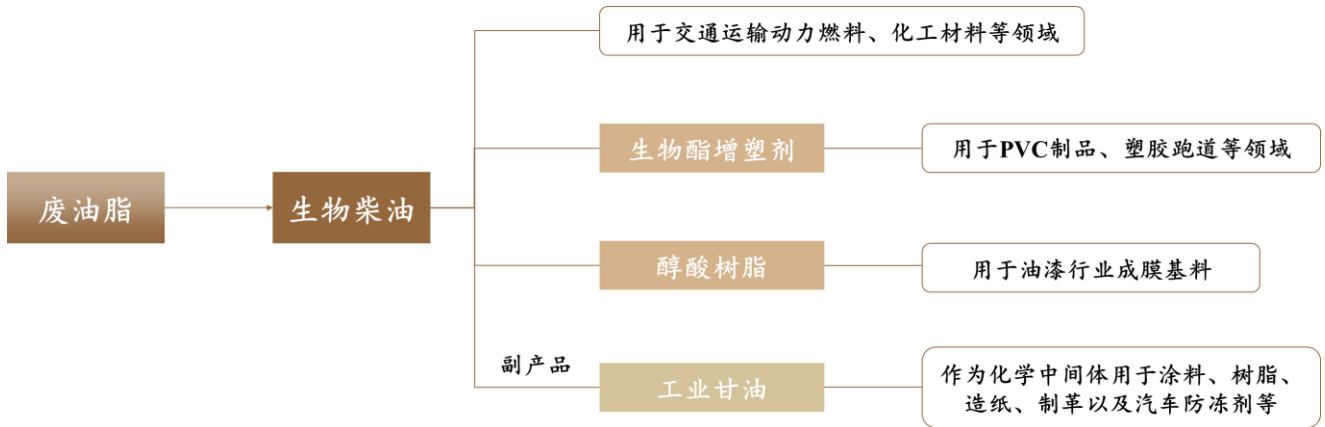 用于交通运输动力燃料、化工材料等领域
生物酯增塑剂
用于PVC制品、塑胶跑道等领域
废油脂
生物柴油
醇酸树脂
用于油漆行业成膜基料
副产品
工业甘油
作为化学中间体用于涂料、树脂、
造纸、制革以及汽车防冻剂等